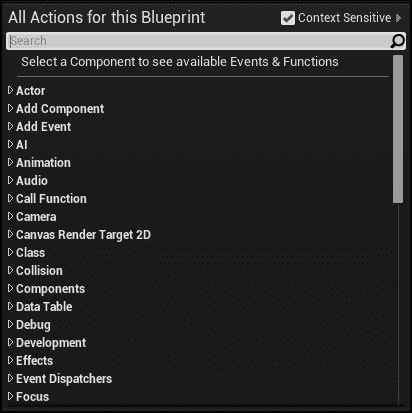 All Actions for this Blueprint Context Sensitive
Search
Select a Component to see available Events & Functions
Actor
Add Component
Add Event
AI
Animation
Audio
Call Function
Camera
Canvas Render Target 2D
Class
Collision
Components
Data Table
Debug
Development
Effects
Event Dispatchers
Focus